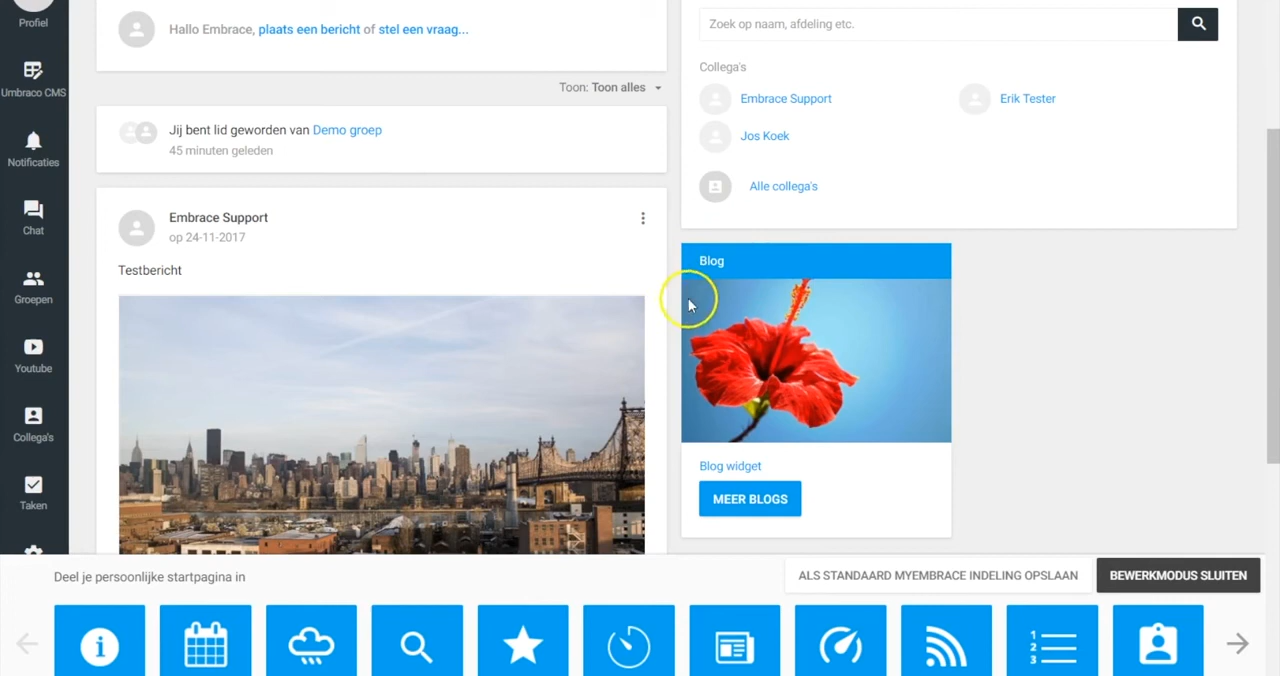 Profiel
Umbraco CMS
Notificaties
Chat
Groepen
Youtube
Collega's
Taken
Hallo Embrace, plaats een bericht of stel een vraag...
Toon: Toon alles
Jij bent lid geworden van Demo groep
45 minuten geleden
Embrace Support
op 24-11-2017
Testbericht
Zoek op naam, afdeling etc.
Collega's
Embrace Support
Erik Tester
Jos Koek
Alle collega's
Blog
Blog widget
MEER BLOGS
Deel je persoonlijke startpagina in
ALS STANDAARD MYEMBRACE INDELING OPSLAAN
BEWERKMODUS SLUITEN
1
2
3